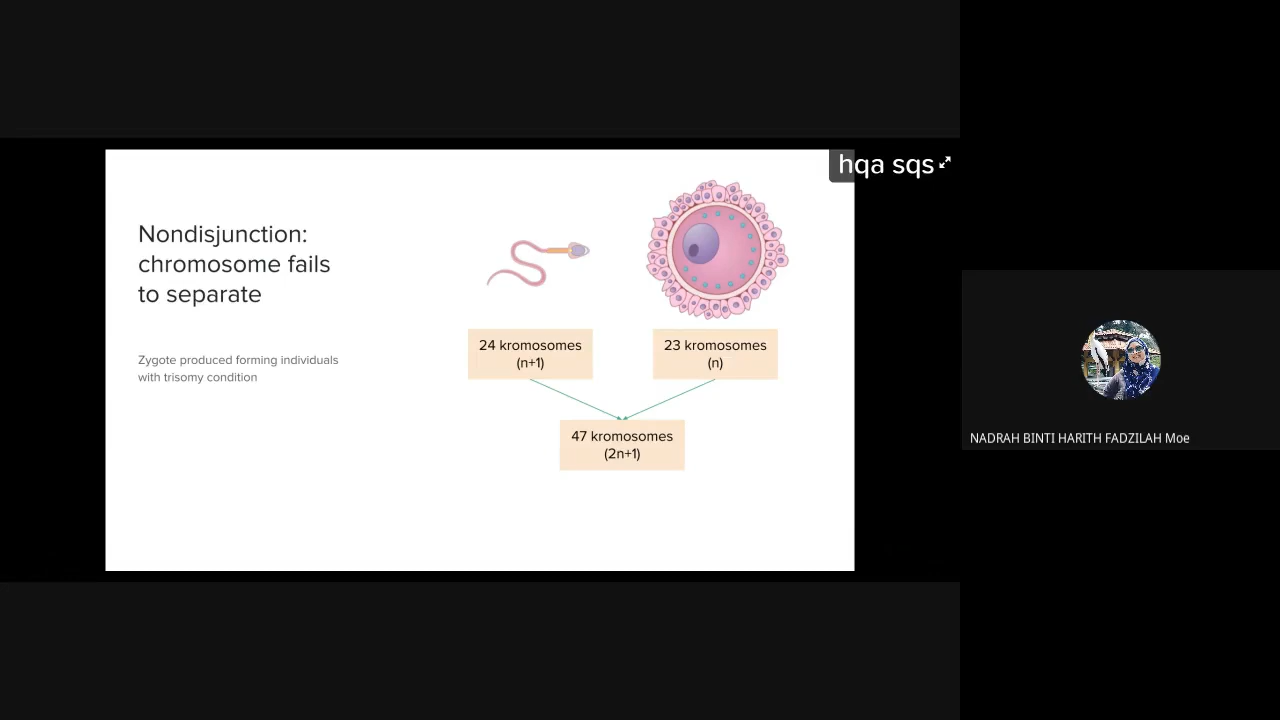 hqa sqs
Nondisjunction:
chromosome fails
to separate
Zygote produced forming individuals
with trisomy condition
24 kromosomes
(n+1)
23 kromosomes
(n)
47 kromosomes
(2n+1)
NADRAH BINTI HARITH FADZILAH Moe